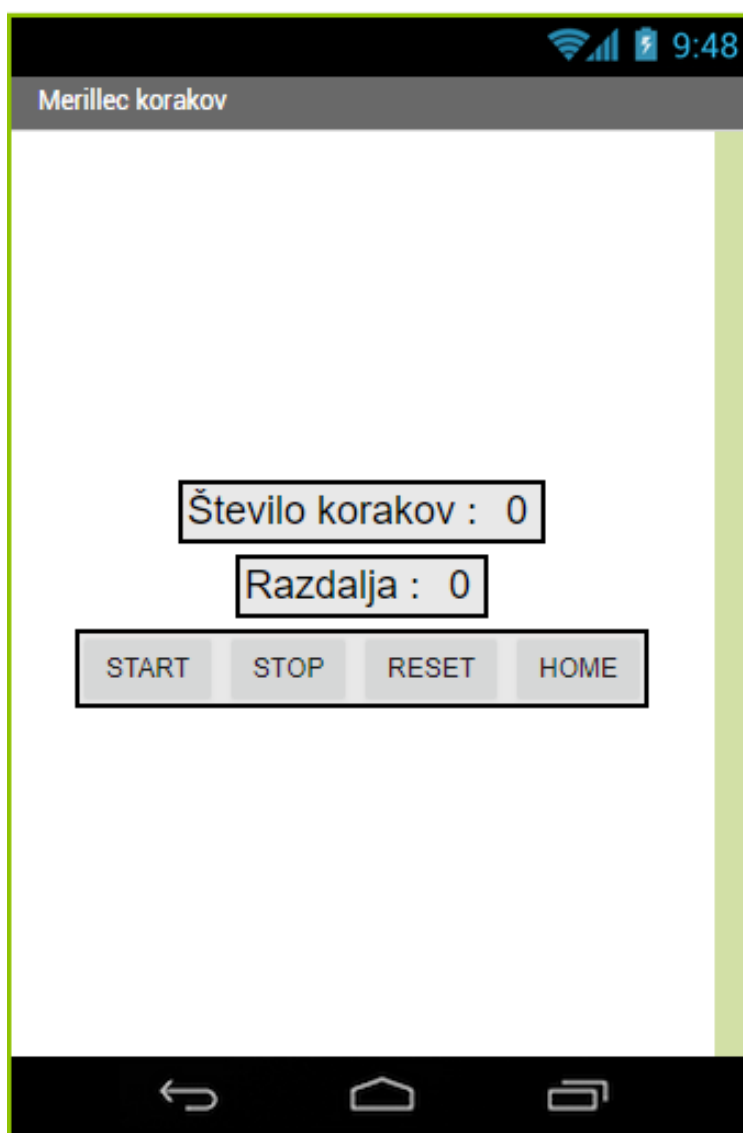 9:48
Merillec korakov
Število korakov : 0
Razdalja : 0
START STOP RESET HOME